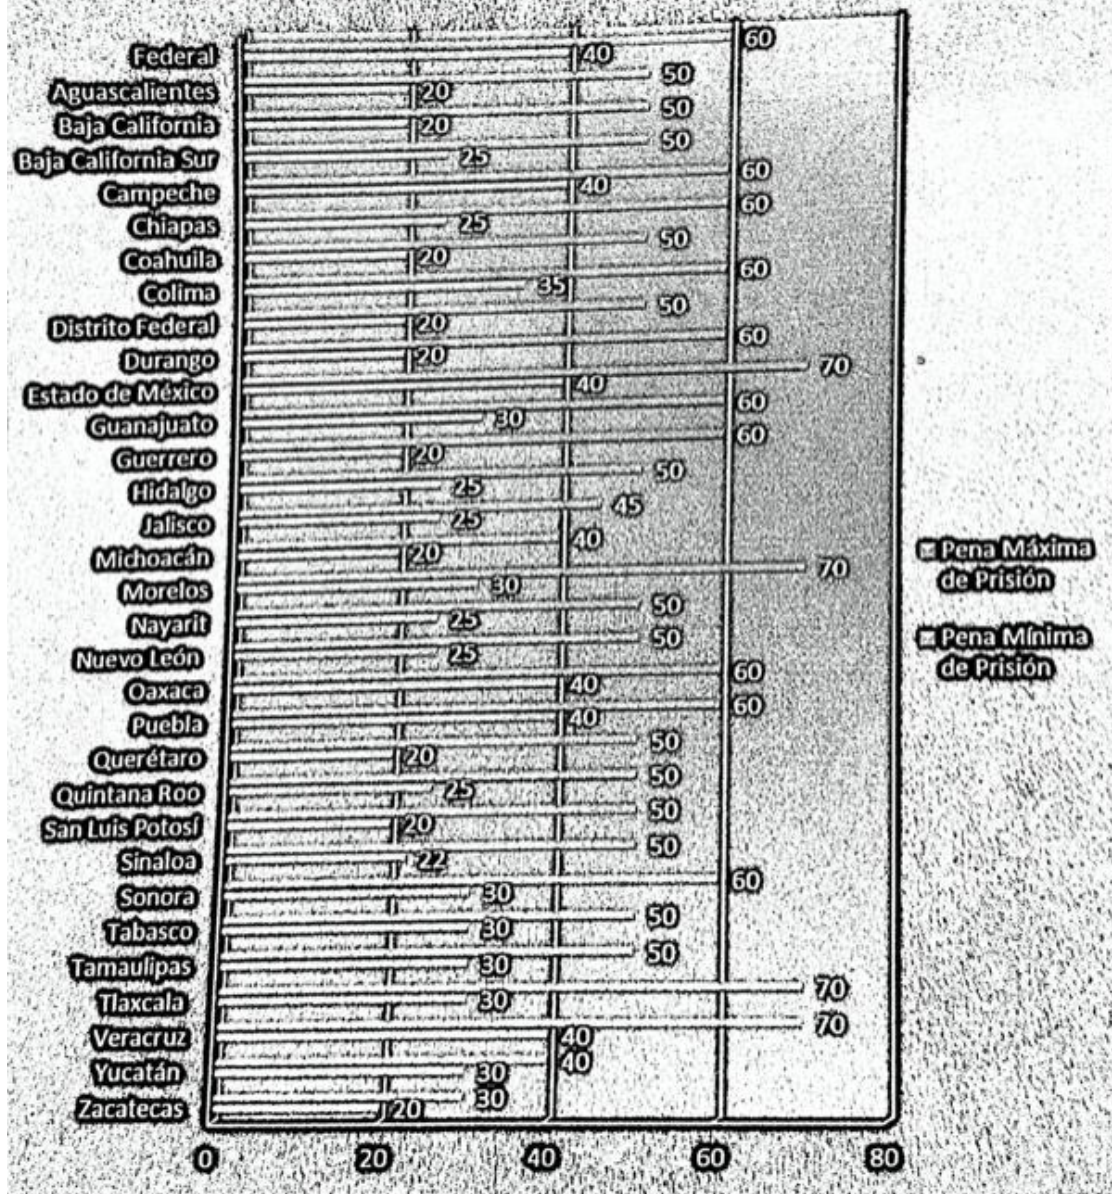 60
Federal 40
50
Aguascalientes 20
50
Baja California 20
50
Baja California Sur 25
60
Campeche 40
60
Chiapas 25
50
Coahuila 20
60
Colima 35
50
Distrito Federal 20
60
Durango 20
70
Estado de México 40
60
Guanajuato 30
60
Guerrero 20
50
Hidalgo 25
45
Jalisco 25
40
Michoacán 20
70
Morelos 30
50
Nayarit 25
50
Nuevo León 25
60
Oaxaca 40
60
Puebla 40
50
Querétaro 20
50
Quintana Roo 25
50
San Luis Potosí 20
50
Sinaloa 22
60
Sonora 30
50
Tabasco 30
50
Tamaulipas 30
70
Tlaxcala 30
70
Veracruz 40
40
Yucatán 30
30
Zacatecas 20
0 20 40 60 80
Pena Máxima
de Prisión
Pena Mínima
de Prisión